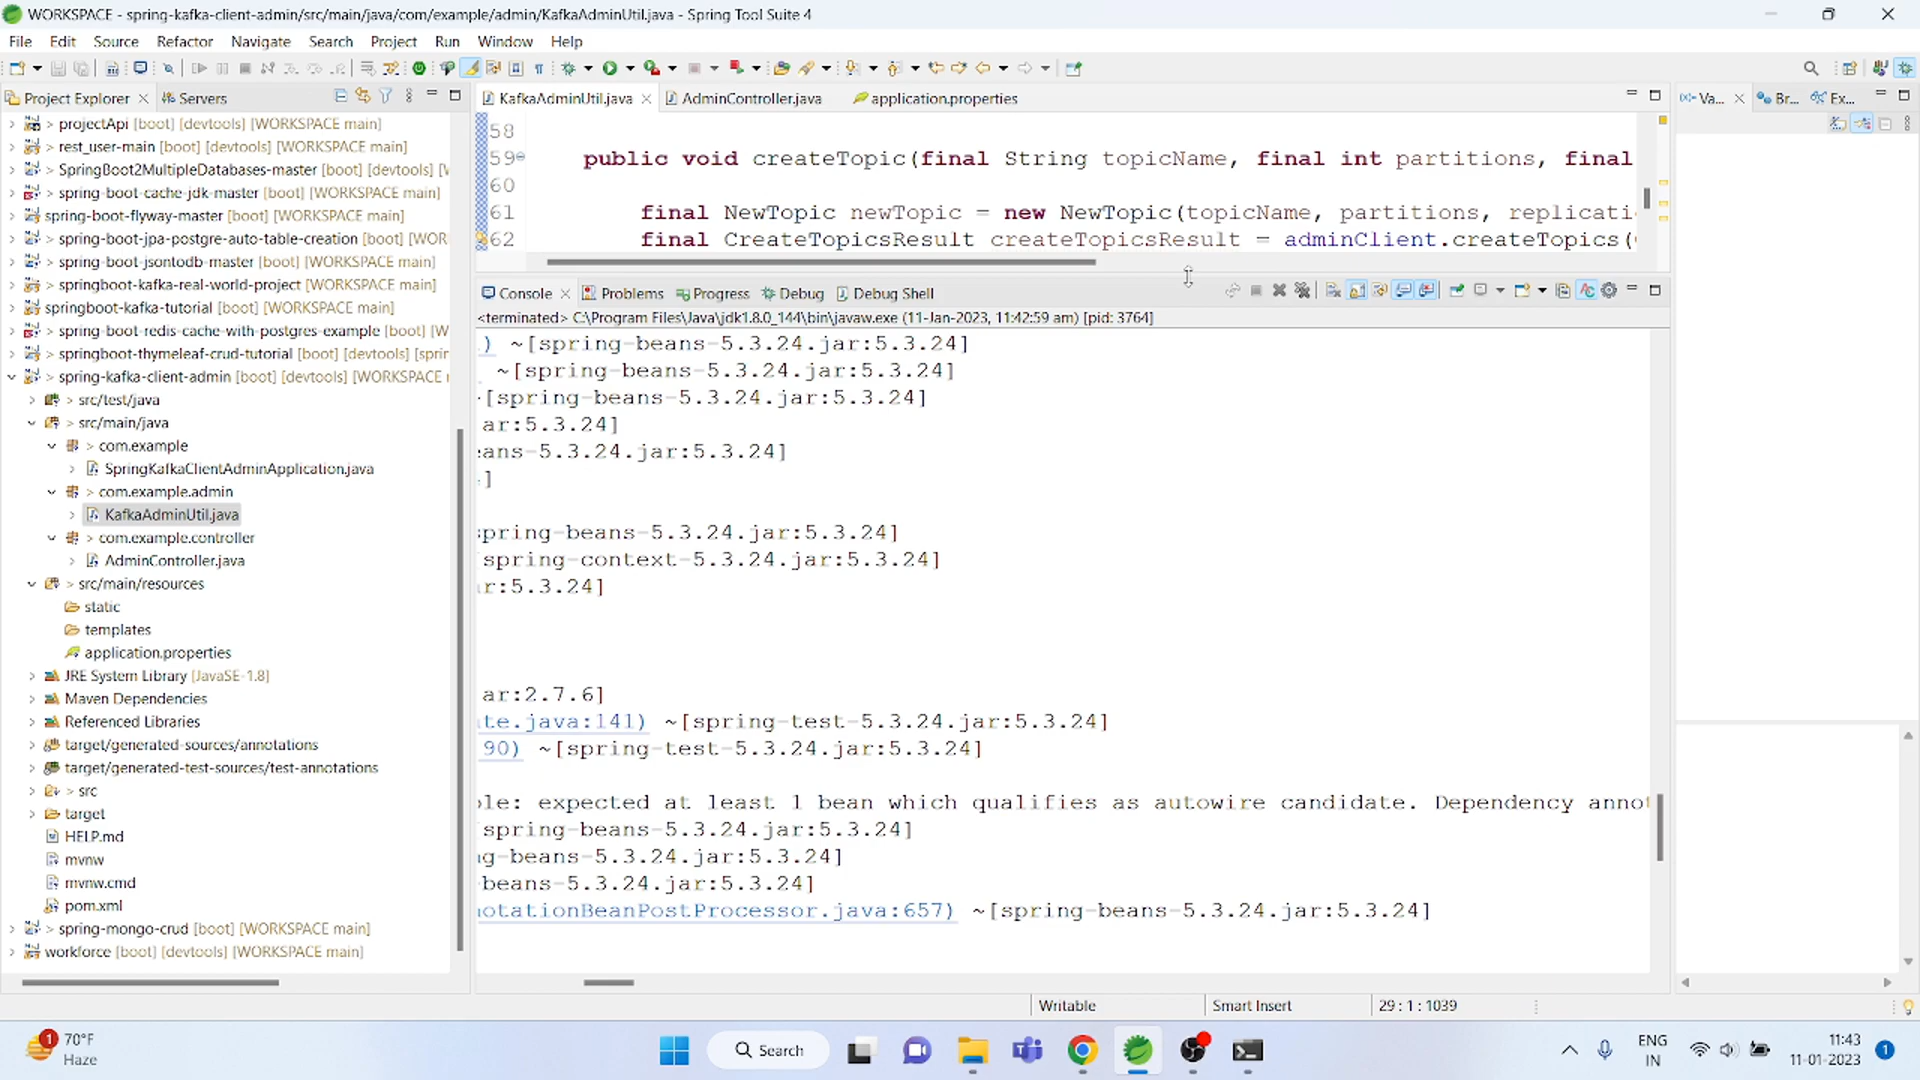 WORKSPACE - spring-kafka-client-admin/src/main/java/com/example/admin/KafkaAdminUtil.java - Spring Tool Suite 4
File Edit Source Refactor Navigate Search Project Run Window Help
Project Explorer Servers
projectApi [boot] [devtools] [WORKSPACE main]
rest_user-main [boot] [devtools] [WORKSPACE main]
SpringBoot2MultipleDatabases-master [boot] [devtools] [W
spring-boot-cache-jdk-master [boot] [WORKSPACE main]
spring-boot-flyway-master [boot] [WORKSPACE main]
spring-boot-jpa-postgre-auto-table-creation [boot] [WOR
spring-boot-jsontodb-master [boot] [WORKSPACE main]
springboot-kafka-real-world-project [boot] [WORKSPACE main]
springboot-kafka-tutorial [boot] [WORKSPACE main]
spring-boot-redis-cache-with-postgres-example [boot] [W
springboot-thymeleaf-crud-tutorial [boot] [devtools] [spri
spring-kafka-client-admin [boot] [devtools] [WORKSPACE
src/test/java
src/main/java
com.example
SpringKafkaClientAdminApplication.java
com.example.admin
KafkaAdminUtil.java
com.example.controller
AdminController.java
src/main/resources
static
templates
application.properties
JRE System Library [JavaSE-1.8]
Maven Dependencies
Referenced Libraries
target/generated-sources/annotations
target/generated-test-sources/test-annotations
src
target
HELP.md
mvnw
mvnw.cmd
pom.xml
spring-mongo-crud [boot] [WORKSPACE main]
workforce [boot] [devtools] [WORKSPACE main]
KafkaAdminUtil.java AdminController.java application.properties
58
59 public void createTopic(final String topicName, final int partitions, final
60
61 final NewTopic newTopic = new NewTopic(topicName, partitions, replicati
62 final CreateTopicsResult createTopicsResult = adminClient.createTopics(
Console Problems Progress Debug Debug Shell
<terminated> C:\Program Files\Java\jdk1.8.0_144\bin\javaw.exe (11-Jan-2023, 11:42:59 am) [pid: 3764]
) ~[spring-beans-5.3.24.jar:5.3.24]
~[spring-beans-5.3.24.jar:5.3.24]
[spring-beans-5.3.24.jar:5.3.24]
ar:5.3.24]
eans-5.3.24.jar:5.3.24]
]
spring-beans-5.3.24.jar:5.3.24]
spring-context-5.3.24.jar:5.3.24]
r:5.3.24]
ar:2.7.6]
te.java:141) ~[spring-test-5.3.24.jar:5.3.24]
90) ~[spring-test-5.3.24.jar:5.3.24]
ble: expected at least 1 bean which qualifies as autowire candidate. Dependency annot
[spring-beans-5.3.24.jar:5.3.24]
ng-beans-5.3.24.jar:5.3.24]
-beans-5.3.24.jar:5.3.24]
notationBeanPostProcessor.java:657) ~[spring-beans-5.3.24.jar:5.3.24]
Va... Br... Ex...
Writable Smart Insert 29 : 1 : 1039
1 70°F
Haze
Search
ENG
IN
11:43
11-01-2023
1